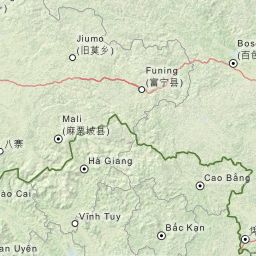 Jiumo
(旧莫乡)
Bose
(百色
Funing
(富宁县)
Mali
(麻栗坡县)
八寨
Hà Giang
Cao Bằng
ào Cai
Vĩnh Tuy
Bắc Kạn
an Uyên